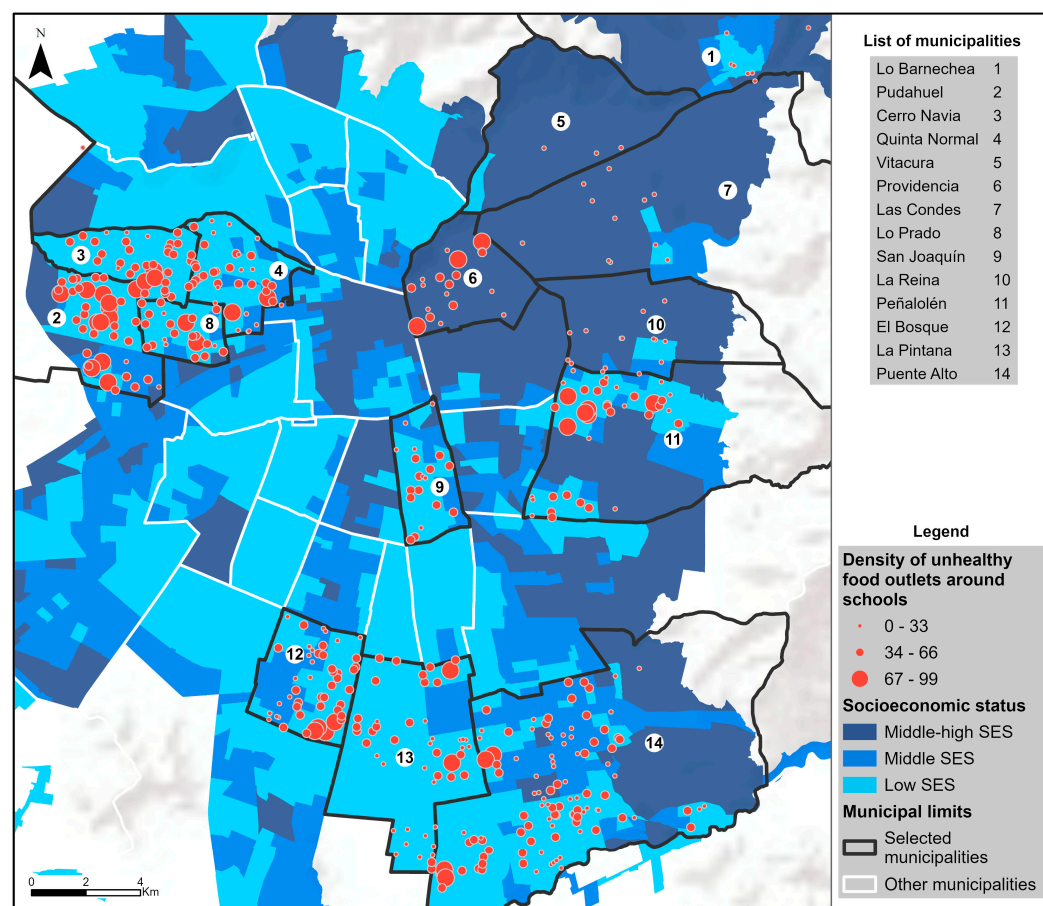 N
1
5
7
3
4
6
2
8
10
11
9
12
13
14
0 2 4
Km
List of municipalities
Lo Barnechea 1
Pudahuel 2
Cerro Navia 3
Quinta Normal 4
Vitacura 5
Providencia 6
Las Condes 7
Lo Prado 8
San Joaquín 9
La Reina 10
Peñalolén 11
El Bosque 12
La Pintana 13
Puente Alto 14
Legend
Density of unhealthy
food outlets around
schools
0 - 33
34 - 66
67 - 99
Socioeconomic status
Middle-high SES
Middle SES
Low SES
Municipal limits
Selected
municipalities
Other municipalities